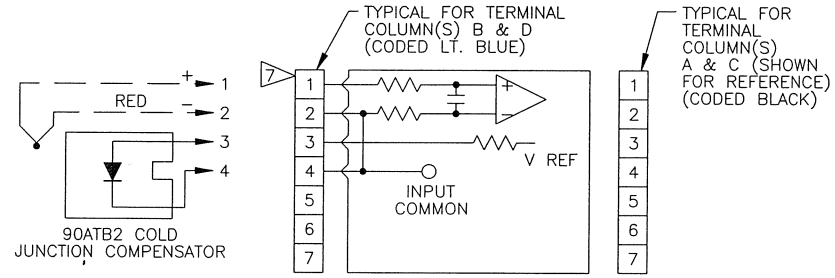 TYPICAL FOR TERMINAL
COLUMN(S) B & D
(CODED LT. BLUE)
TYPICAL FOR
TERMINAL
COLUMN(S)
A & C (SHOWN
FOR REFERENCE)
(CODED BLACK)
7
+ 1
RED
− 2
3
4
90ATB2 COLD
JUNCTION COMPENSATOR
1
2
3
4
5
6
7
+
−
V REF
INPUT
COMMON
1
2
3
4
5
6
7